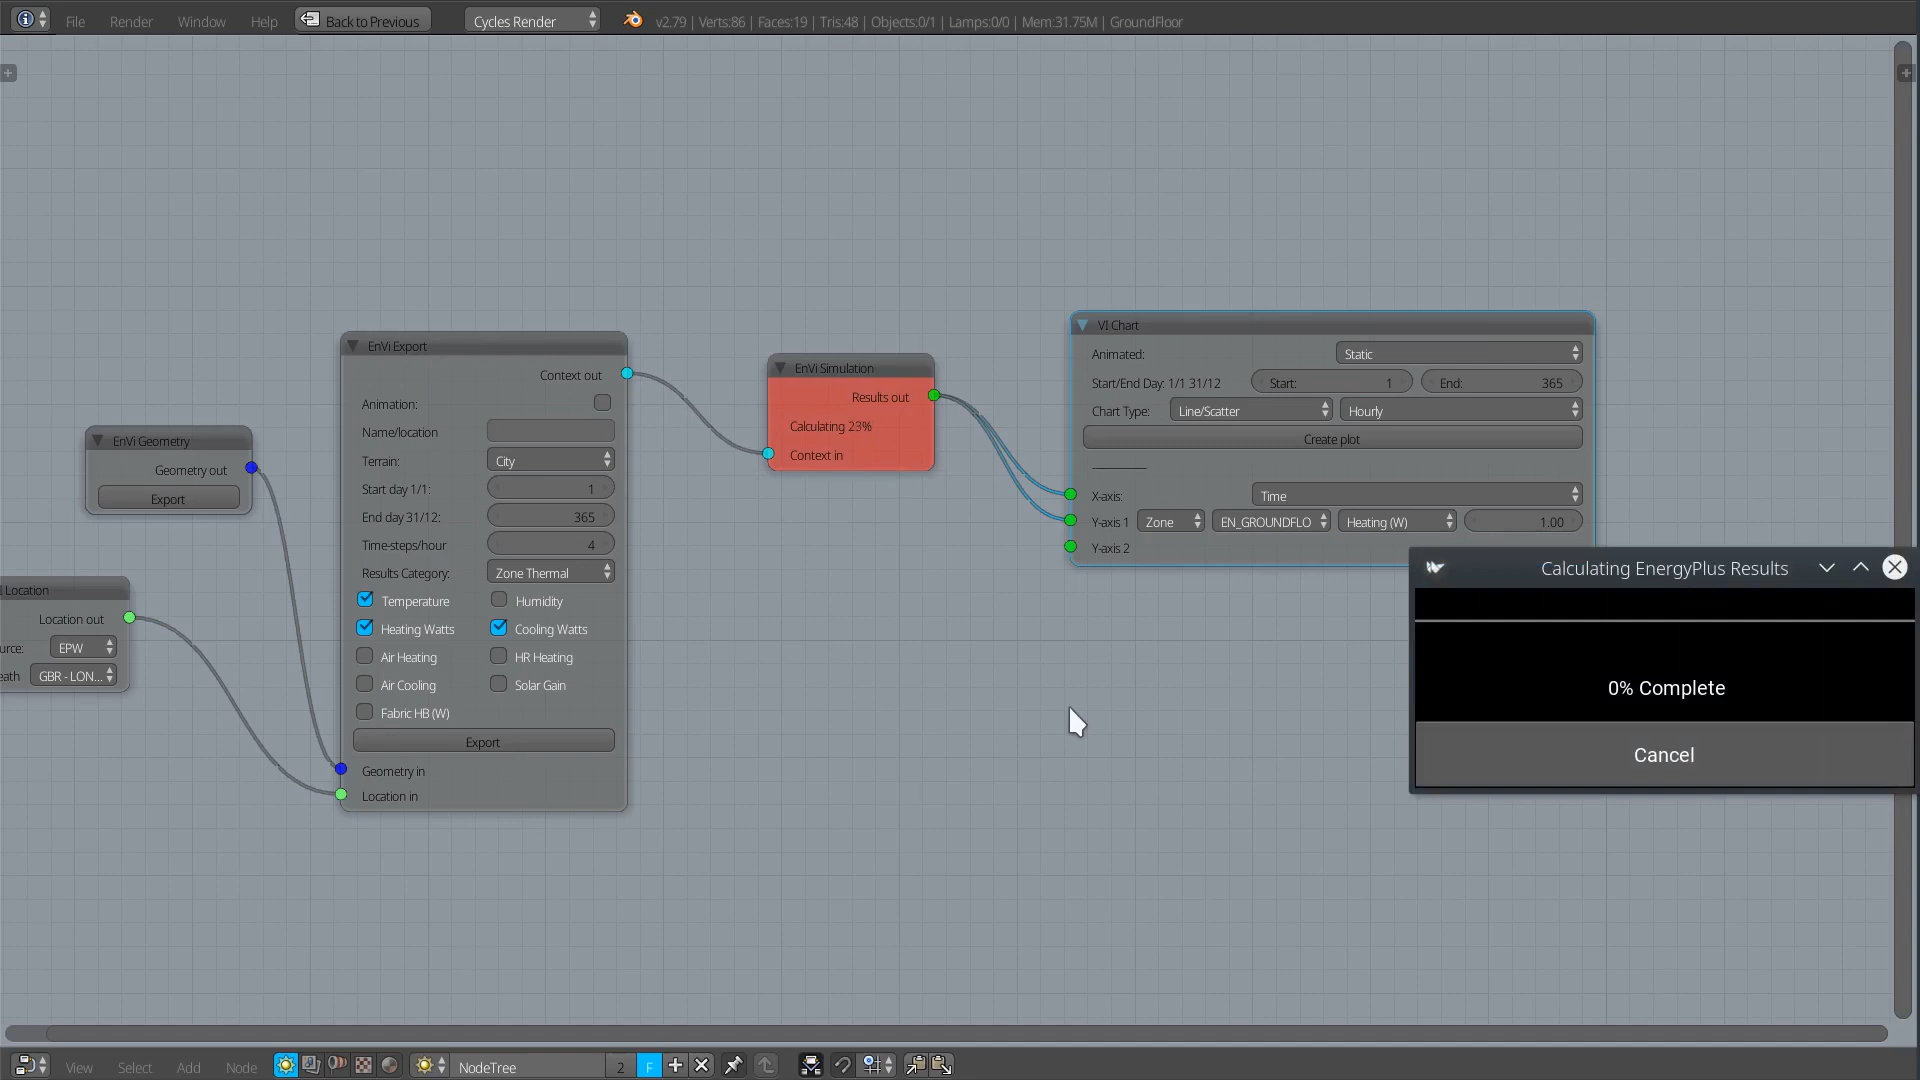 File Render Window Help Back to Previous Cycles Render v2.79 | Verts:86 | Faces:19 | Tris:48 | Objects:0/1 | Lamps:0/0 | Mem:31.75M | GroundFloor
EnVi Geometry
Geometry out
Export
Location
Location out
EPW
GBR - LON...
EnVi Export
Context out
Animation:
Name/location
Terrain: City
Start day 1/1: 1
End day 31/12: 365
Time-steps/hour 4
Results Category: Zone Thermal
Temperature Humidity
Heating Watts Cooling Watts
Air Heating HR Heating
Air Cooling Solar Gain
Fabric HB (W)
Export
Geometry in
Location in
EnVi Simulation
Results out
Calculating 23%
Context in
VI Chart
Animated: Static
Start/End Day: 1/1 31/12 Start: 1 End: 365
Chart Type: Line/Scatter Hourly
Create plot
X-axis: Time
Y-axis 1 Zone EN_GROUNDFLO Heating (W) 1.00
Y-axis 2
Calculating EnergyPlus Results
0% Complete
Cancel
View Select Add Node NodeTree 2 F